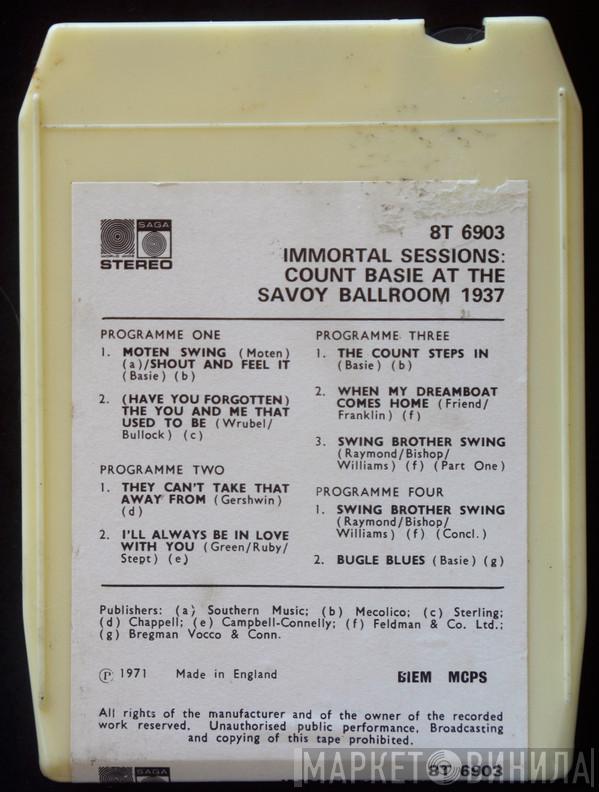 SAGA
STEREO
8T 6903
IMMORTAL SESSIONS:
COUNT BASIE AT THE
SAVOY BALLROOM 1937
PROGRAMME ONE
1. MOTEN SWING (Moten)
(a)/SHOUT AND FEEL IT
(Basie) (b)
2. (HAVE YOU FORGOTTEN)
THE YOU AND ME THAT
USED TO BE (Wrubel/
Bullock) (c)
PROGRAMME TWO
1. THEY CAN'T TAKE THAT
AWAY FROM (Gershwin)
(d)
2. I'LL ALWAYS BE IN LOVE
WITH YOU (Green/Ruby/
Stept) (e)
PROGRAMME THREE
1. THE COUNT STEPS IN
(Basie) (b)
2. WHEN MY DREAMBOAT
COMES HOME (Friend/
Franklin) (f)
3. SWING BROTHER SWING
(Raymond/Bishop/
Williams) (f) (Part One)
PROGRAMME FOUR
1. SWING BROTHER SWING
(Raymond/Bishop/
Williams) (f) (Concl.)
2. BUGLE BLUES (Basie) (g)
Publishers: (a) Southern Music; (b) Mecolico; (c) Sterling;
(d) Chappell; (e) Campbell-Connelly; (f) Feldman & Co. Ltd.;
(g) Bregman Vocco & Conn.
℗ 1971 Made in England BIEM MCPS
All rights of the manufacturer and of the owner of the recorded
work reserved. Unauthorised public performance, Broadcasting
and copying of this tape prohibited.
SAGA 8T 6903
МАРКЕТ ВИНИЛА